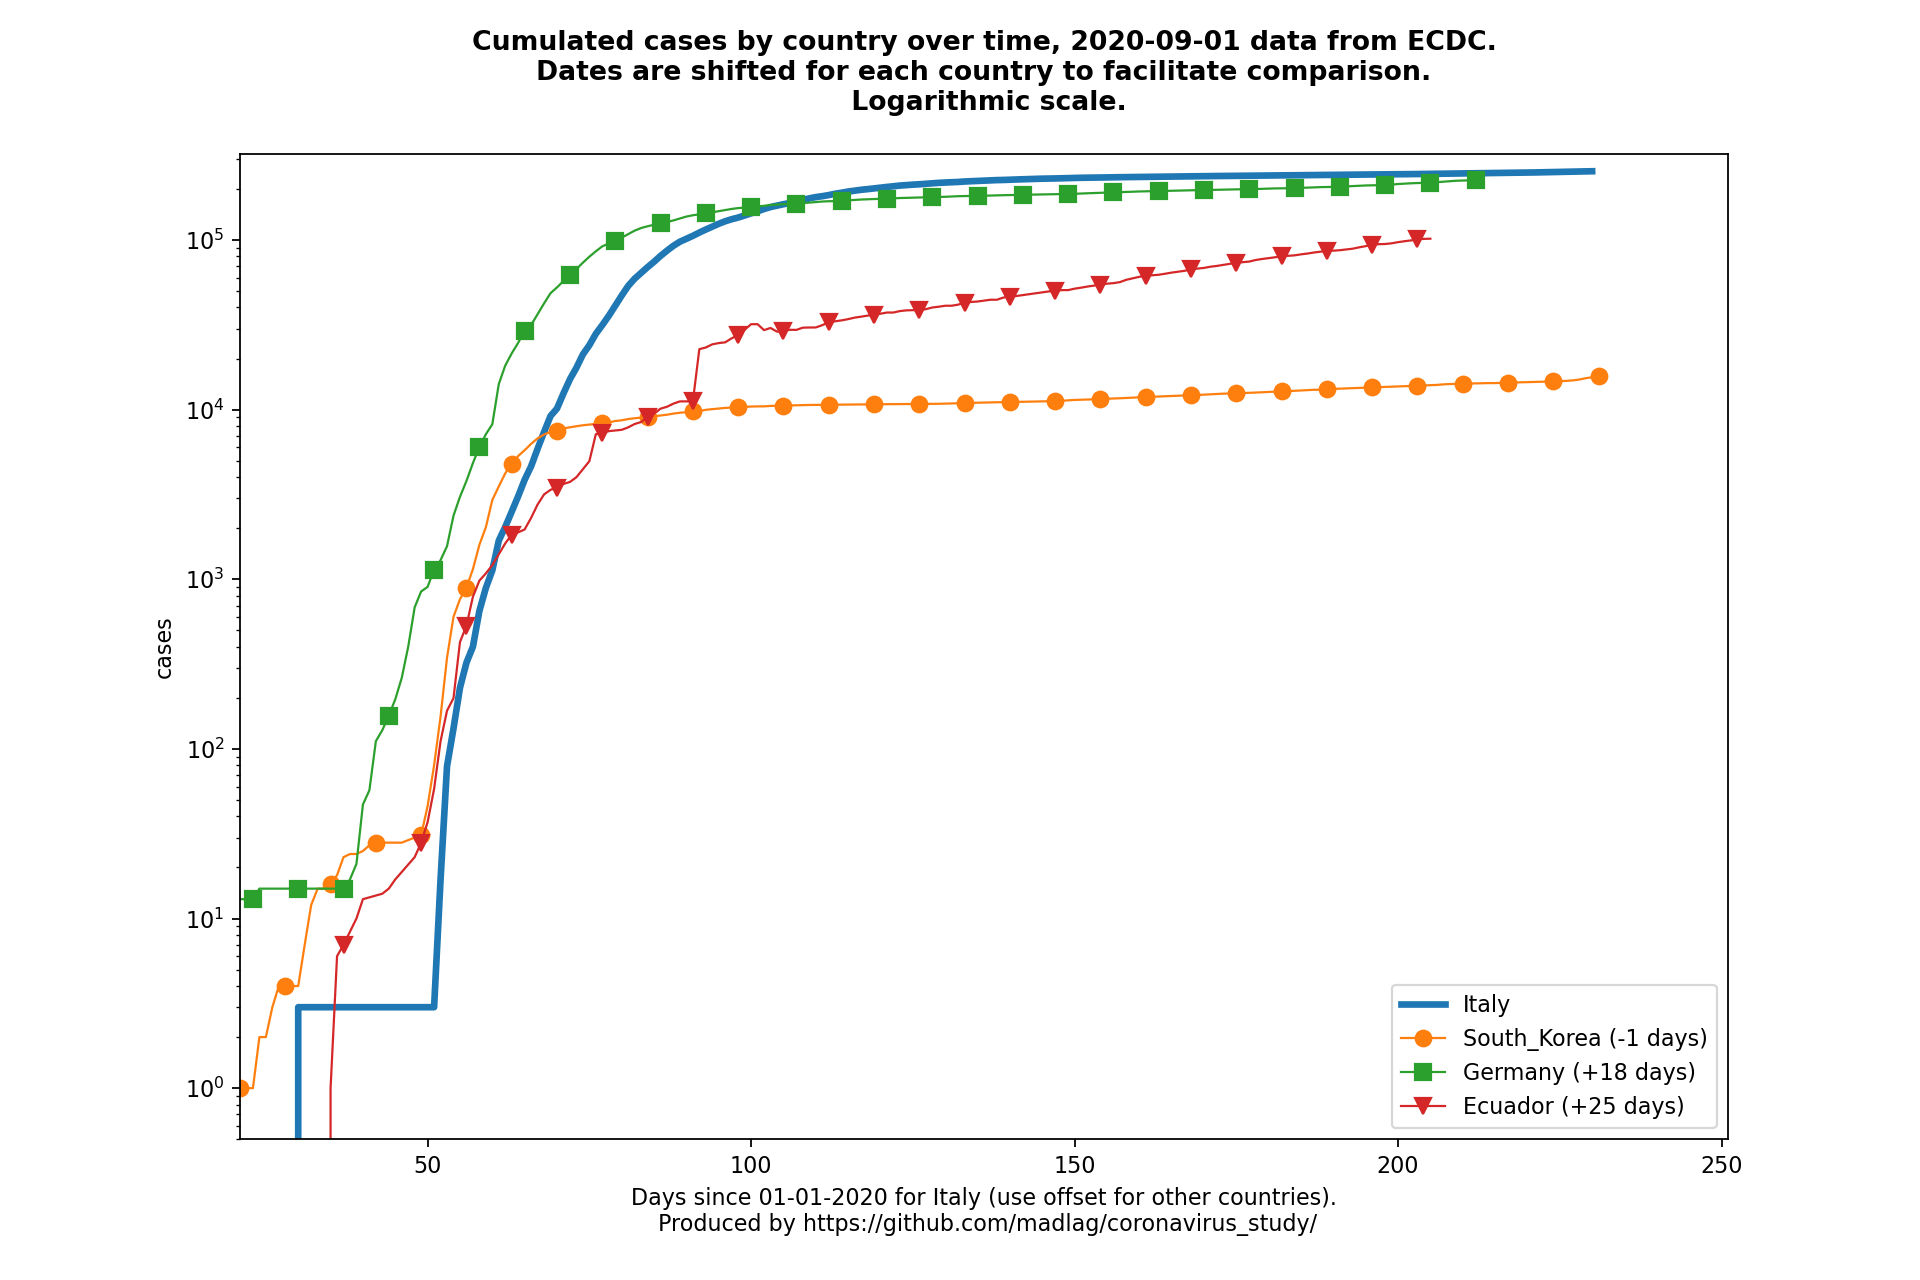 Cumulated cases by country over time, 2020-09-01 data from ECDC.
Dates are shifted for each country to facilitate comparison.
Logarithmic scale.
10^5
10^4
10^3
10^2
10^1
10^0
cases
Italy
South_Korea (-1 days)
Germany (+18 days)
Ecuador (+25 days)
50 100 150 200 250
Days since 01-01-2020 for Italy (use offset for other countries).
Produced by https://github.com/madlag/coronavirus_study/